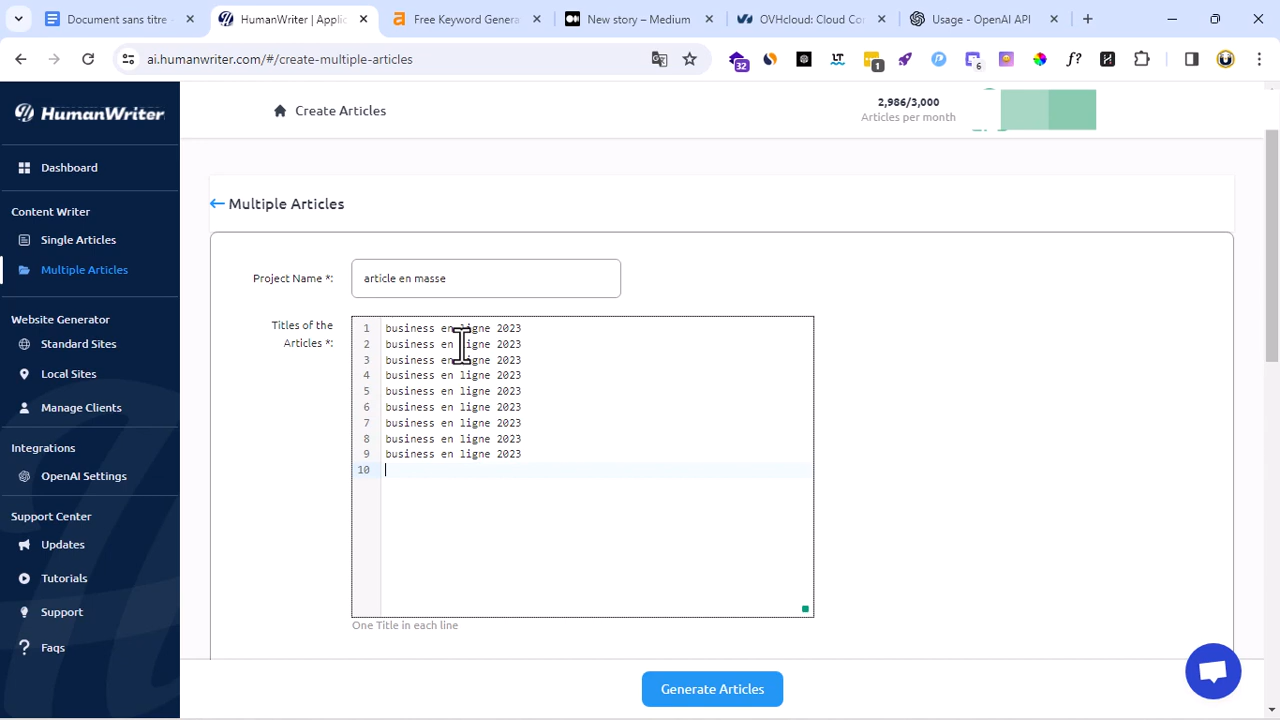 Document sans titre -
HumanWriter | Applic
Free Keyword Genera
New story – Medium
OVHcloud: Cloud Co
Usage - OpenAI API
ai.humanwriter.com/#/create-multiple-articles
32
1
6
HumanWriter
Create Articles
2,986/3,000
Articles per month
Dashboard
Content Writer
Single Articles
Multiple Articles
Website Generator
Standard Sites
Local Sites
Manage Clients
Integrations
OpenAI Settings
Support Center
Updates
Tutorials
Support
Faqs
Multiple Articles
Project Name *:
article en masse
Titles of the
Articles *:
1 business en ligne 2023
2 business en ligne 2023
3 business en ligne 2023
4 business en ligne 2023
5 business en ligne 2023
6 business en ligne 2023
7 business en ligne 2023
8 business en ligne 2023
9 business en ligne 2023
10
One Title in each line
Generate Articles